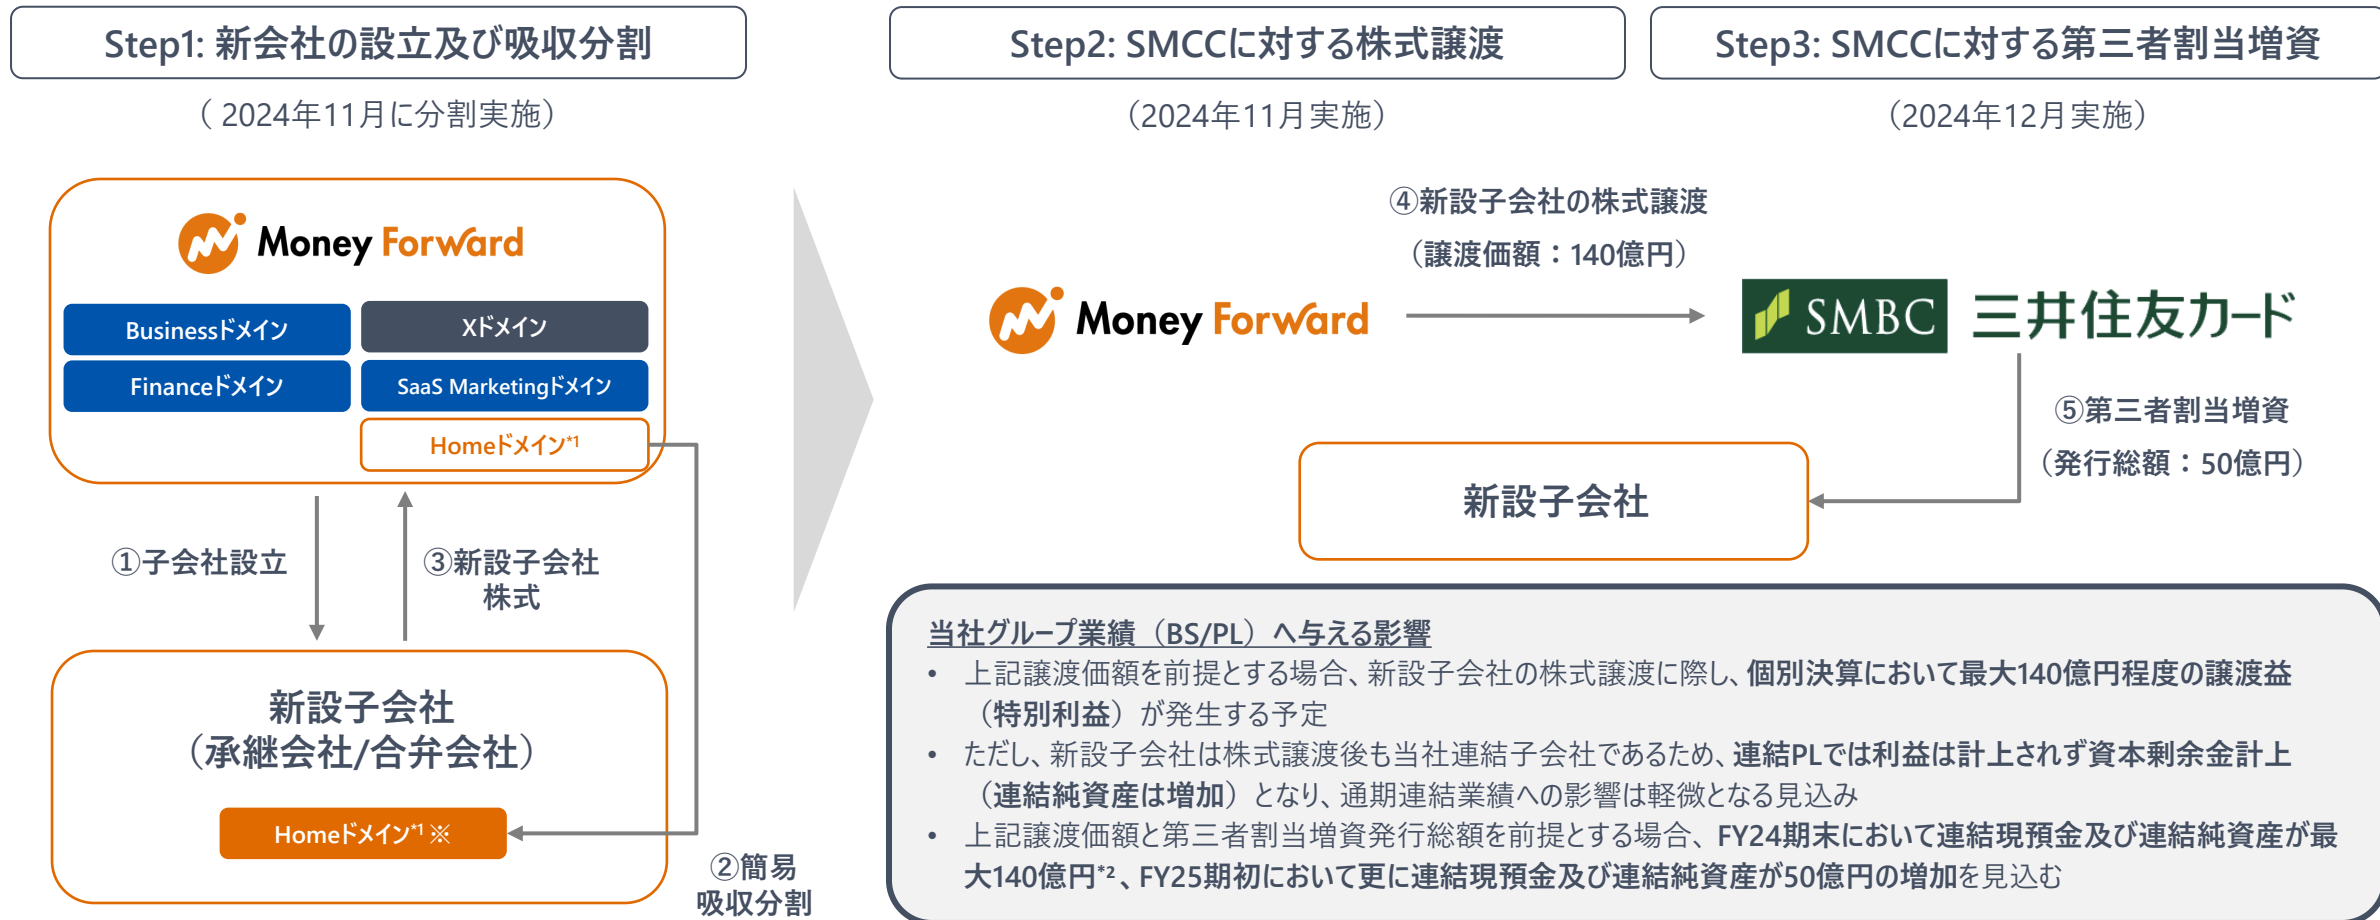 Step1: 新会社の設立及び吸収分割
（ 2024年11月に分割実施）
Money Forward
Businessドメイン
Xドメイン
Financeドメイン
SaaS Marketingドメイン
Homeドメイン*1
①子会社設立
③新設子会社
株式
新設子会社
（承継会社/合弁会社）
Homeドメイン*1 ※
②簡易
吸収分割
Step2: SMCCに対する株式譲渡
（2024年11月実施）
Step3: SMCCに対する第三者割当増資
（2024年12月実施）
④新設子会社の株式譲渡
（譲渡価額：140億円）
Money Forward
SMBC 三井住友カード
⑤第三者割当増資
（発行総額：50億円）
新設子会社
当社グループ業績（BS/PL）へ与える影響
• 上記譲渡価額を前提とする場合、新設子会社の株式譲渡に際し、個別決算において最大140億円程度の譲渡益
（特別利益）が発生する予定
• ただし、新設子会社は株式譲渡後も当社連結子会社であるため、連結PLでは利益は計上されず資本剰余金計上
（連結純資産は増加）となり、通期連結業績への影響は軽微となる見込み
• 上記譲渡価額と第三者割当増資発行総額を前提とする場合、FY24期末において連結現預金及び連結純資産が最
大140億円*2 、FY25期初において更に連結現預金及び連結純資産が50億円の増加を見込む